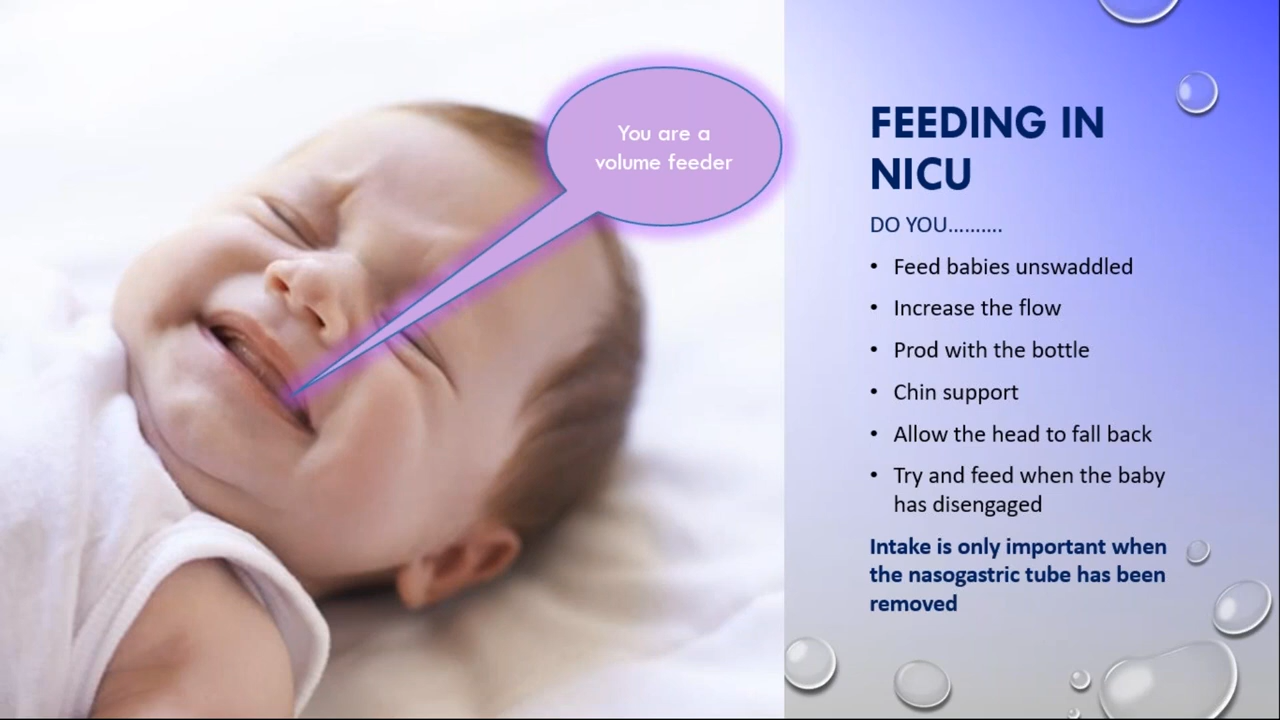 You are a
volume feeder
FEEDING IN
NICU
DO YOU..........
• Feed babies unswaddled
• Increase the flow
• Prod with the bottle
• Chin support
• Allow the head to fall back
• Try and feed when the baby
has disengaged
Intake is only important when
the nasogastric tube has been
removed